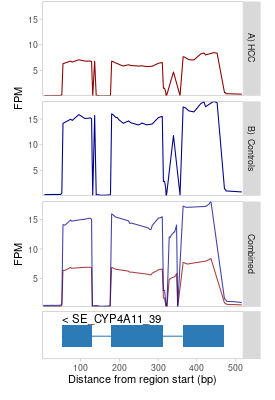 15
10
5
A) HCC
FPM
15
10
5
B) Controls
15
10
5
FPM
Combined
< SE_CYP4A11_39
0 100 200 300 400 500
Distance from region start (bp)